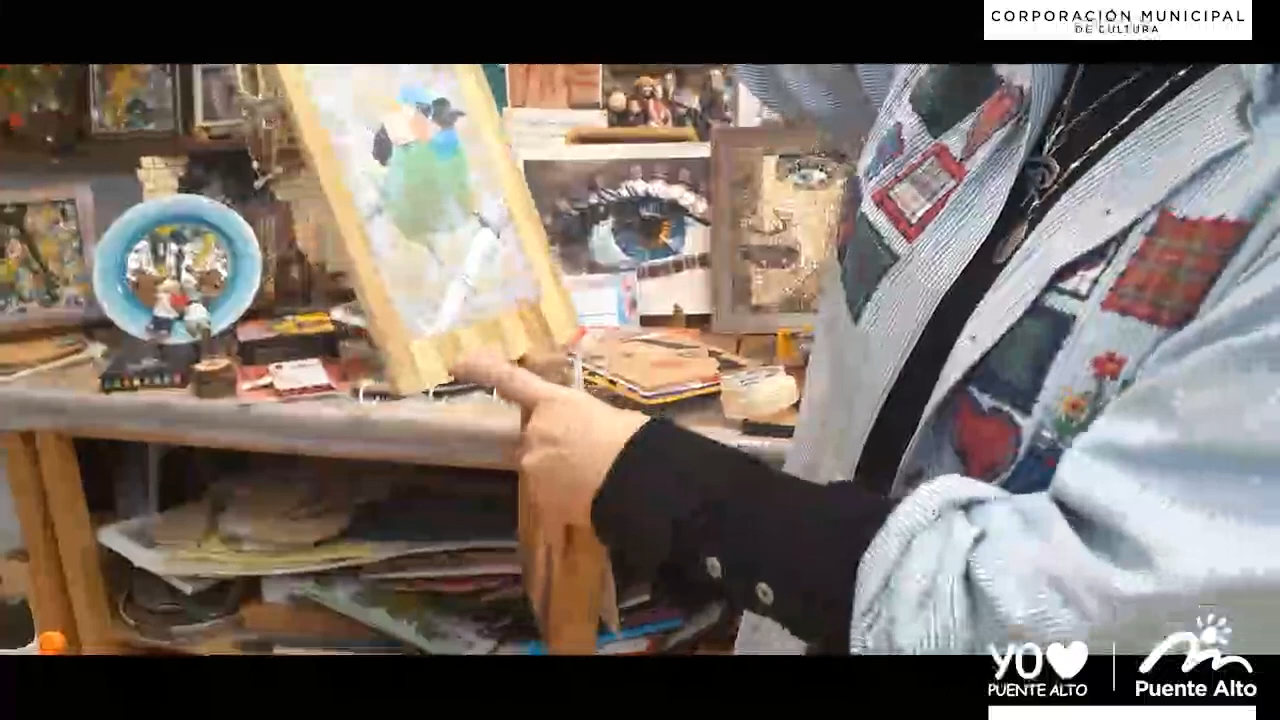 CORPORACIÓN MUNICIPAL
DE CULTURA
YO
PUENTE ALTO
Puente Alto